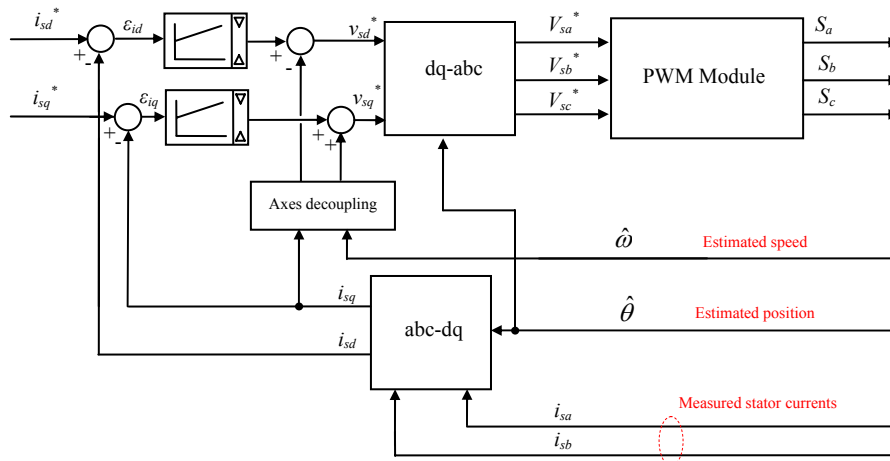 i_sd* ε_id v_sd* V_sa* S_a
+ -
-
dq-abc V_sb* PWM Module S_b
i_sq* ε_iq v_sq* V_sc* S_c
+ -
+ +
Axes decoupling
ω̂ Estimated speed
i_sq
abc-dq
θ̂ Estimated position
i_sd
Measured stator currents
i_sa
i_sb